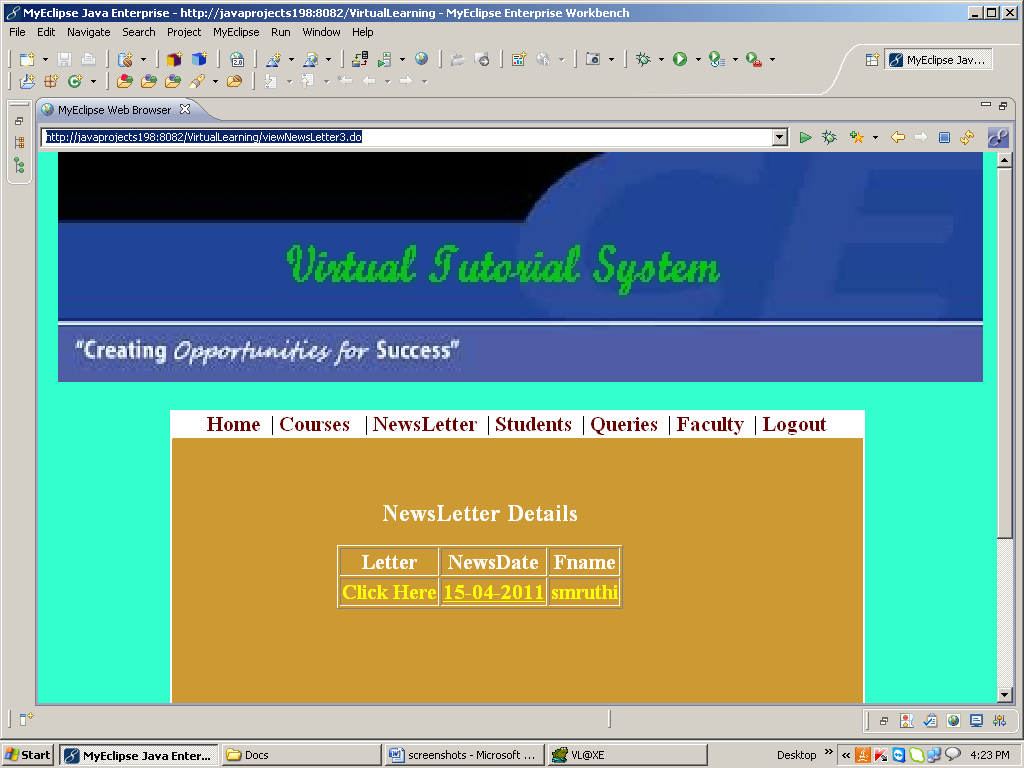 MyEclipse Java Enterprise - http://javaprojects198:8082/VirtualLearning - MyEclipse Enterprise Workbench
File Edit Navigate Search Project MyEclipse Run Window Help
2.0
MyEclipse Jav...
MyEclipse Web Browser
http://javaprojects198:8082/VirtualLearning/viewNewsLetter3.do
CE
Virtual Tutorial System
"Creating Opportunities for Success"
Home | Courses | NewsLetter | Students | Queries | Faculty | Logout
NewsLetter Details
Letter NewsDate Fname
Click Here 15-04-2011 smruthi
Start MyEclipse Java Enter... Docs screenshots - Microsoft ... VL@XE Desktop » « 4:23 PM